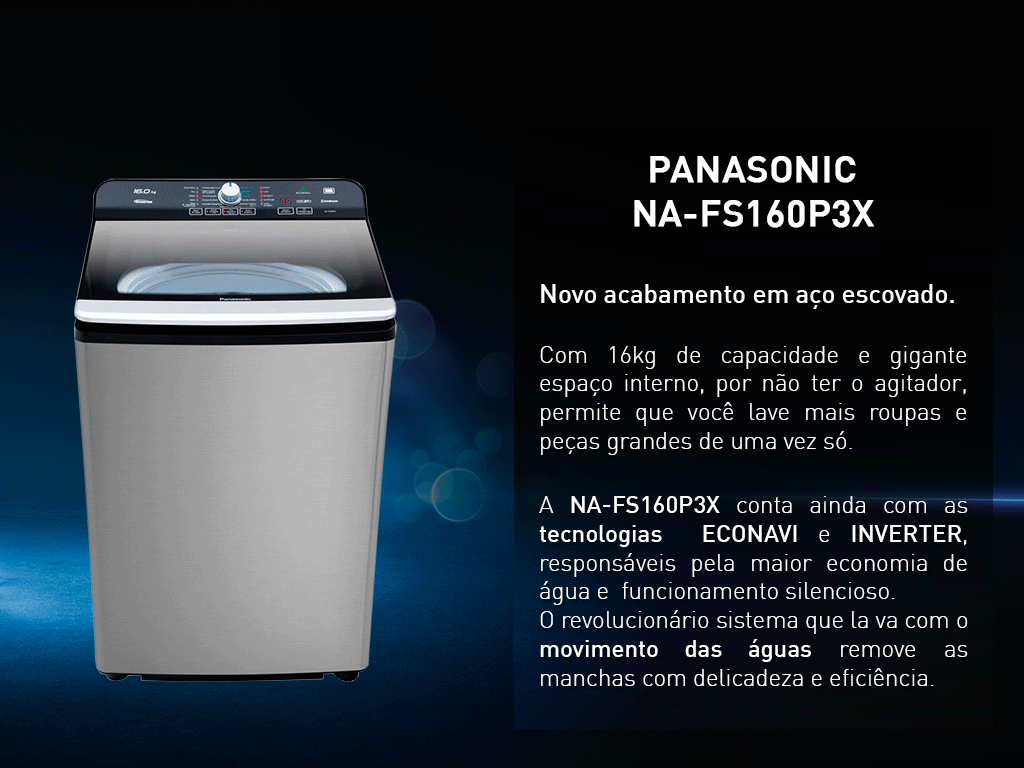 16.0 kg
Inverter
Panasonic
PANASONIC
NA-FS160P3X
Novo acabamento em aço escovado.
Com 16kg de capacidade e gigante
espaço interno, por não ter o agitador,
permite que você lave mais roupas e
peças grandes de uma vez só.
A NA-FS160P3X conta ainda com as
tecnologias ECONAVI e INVERTER,
responsáveis pela maior economia de
água e funcionamento silencioso.
O revolucionário sistema que la va com o
movimento das águas remove as
manchas com delicadeza e eficiência.